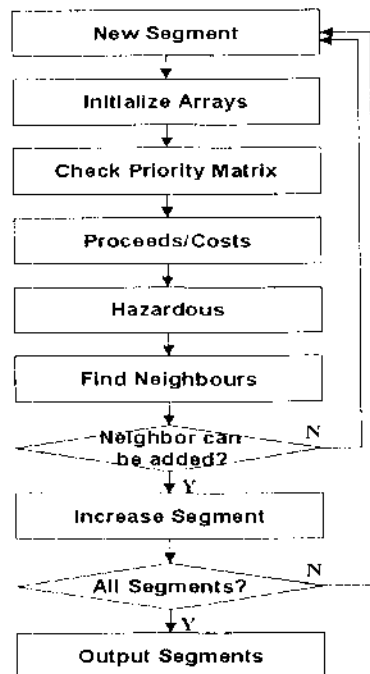 New Segment
Initialize Arrays
Check Priority Matrix
Proceeds/Costs
Hazardous
Find Neighbours
Neighbor can
be added?
N
Y
Increase Segment
All Segments?
N
Y
Output Segments